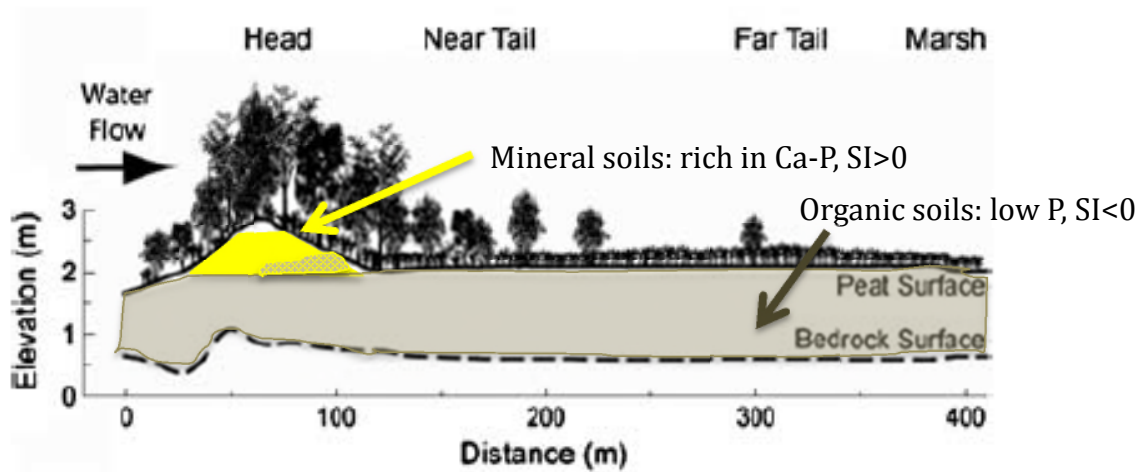 Head Near Tail Far Tail Marsh
Water
Flow
Mineral soils: rich in Ca-P, SI>0
Organic soils: low P, SI<0
3
2
1
0
Elevation (m)
Peat Surface
Bedrock Surface
0 100 200 300 400
Distance (m)